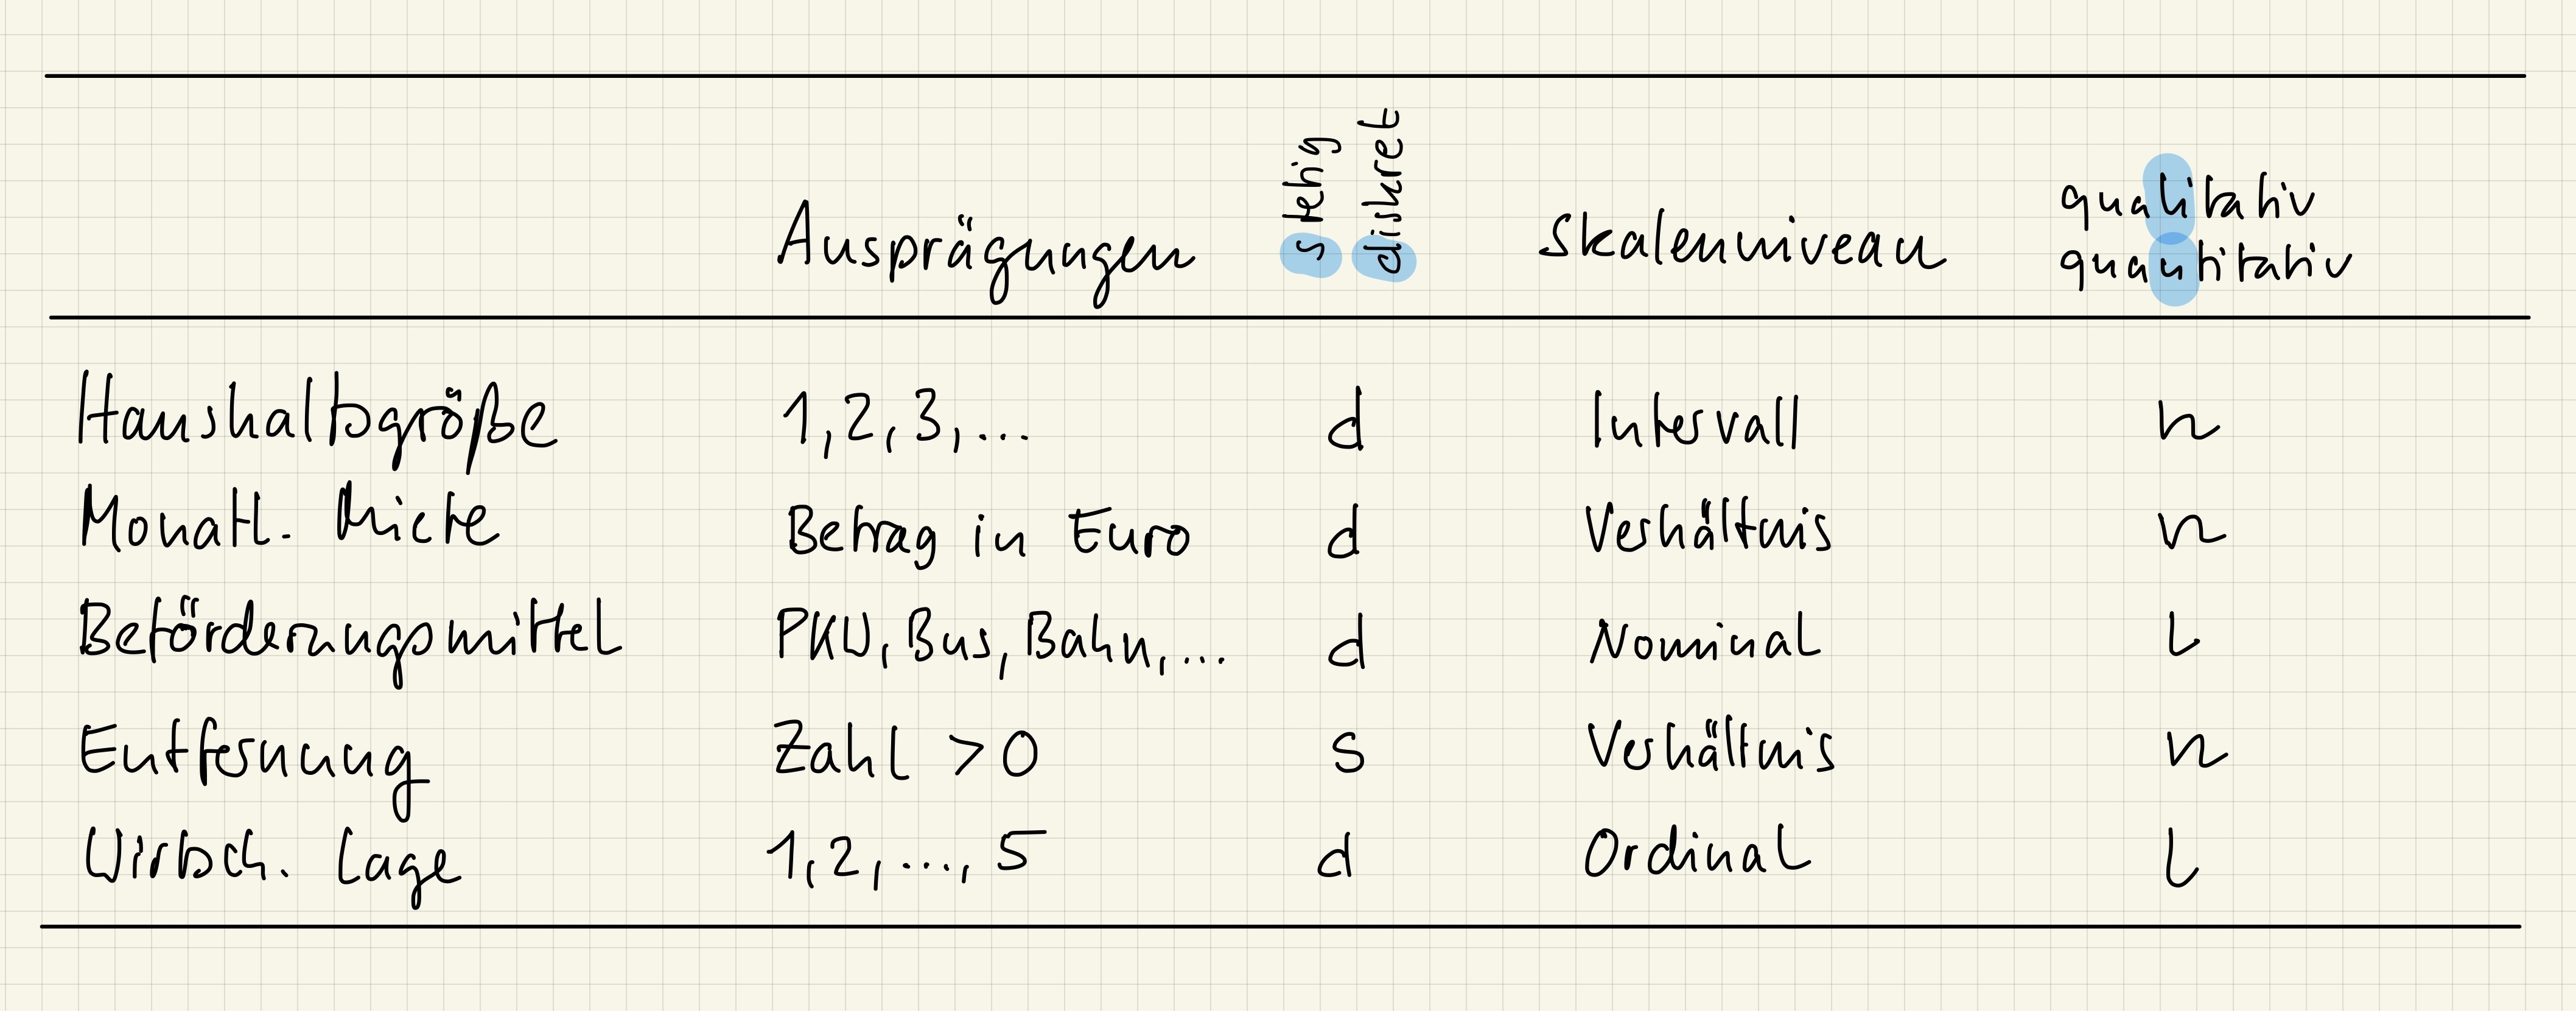 Ausprägungen stetig diskret Skalenniveau qualitativ
quantitativ
Haushaltsgröße 1, 2, 3, ... d Intervall n
Monatl. Miete Betrag in Euro d Verhältnis n
Beförderungsmittel PKW, Bus, Bahn, ... d Nominal l
Entfernung Zahl > 0 s Verhältnis n
Wirtsch. Lage 1, 2, ..., 5 d Ordinal l